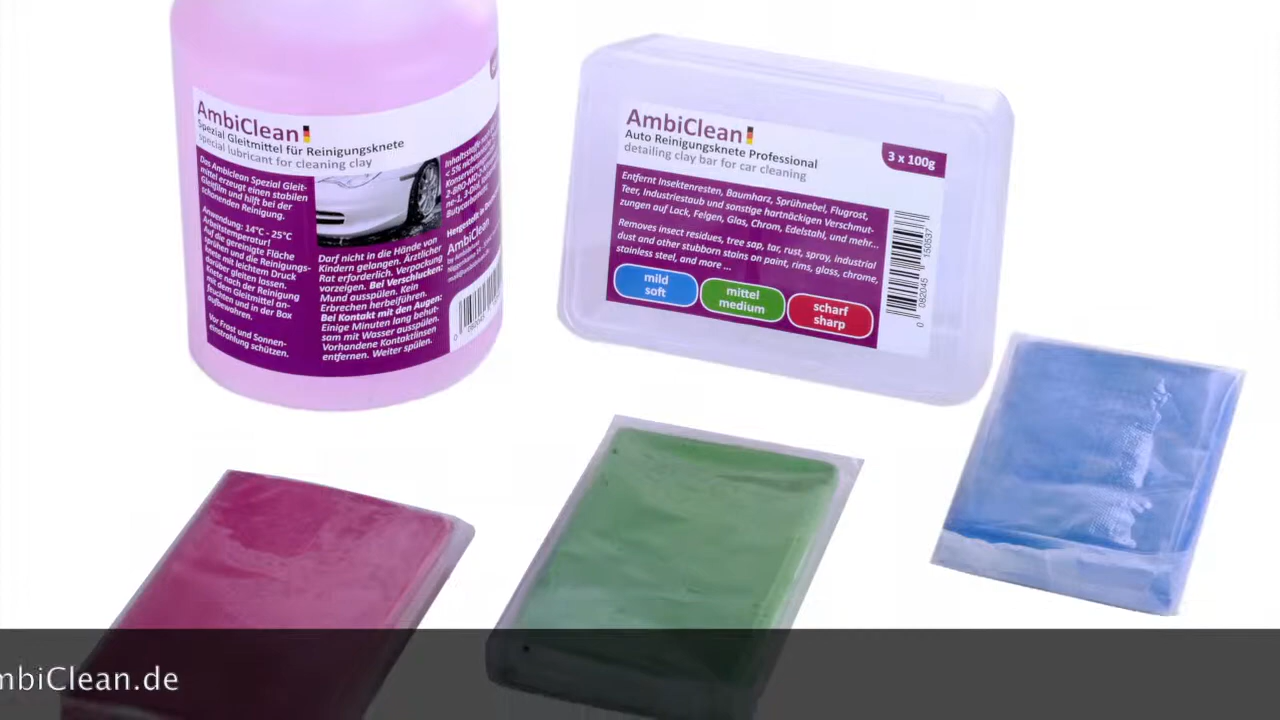 AmbiClean
Spezial Gleitmittel für Reinigungsknete
special lubricant for cleaning clay
Das Ambiclean Spezial Gleit-
mittel erzeugt einen stabilen
Gleitfilm und hilft bei der
schonenden Reinigung.
Anwendung: 14°C - 25°C
Arbeitstemperatur!
Auf die gereinigte Fläche
sprühen und die Reinigungs-
knete mit leichtem Druck
darüber gleiten lassen.
Knete nach der Reinigung
mit dem Gleitmittel an-
feuchten und in der Box
aufbewahren.
Vor Frost und Sonnen-
einstrahlung schützen.
Darf nicht in die Hände von
Kindern gelangen. Ärztlicher
Rat erforderlich. Verpackung
vorzeigen. Bei Verschlucken:
Mund ausspülen. Kein
Erbrechen herbeiführen.
Bei Kontakt mit den Augen:
Einige Minuten lang behut-
sam mit Wasser ausspülen.
Vorhandene Kontaktlinsen
entfernen. Weiter spülen.
Hergestellt in
AmbiClean
AmbiClean
Auto Reinigungsknete Professional
detailing clay bar for car cleaning
3 x 100g
Entfernt Insektenresten, Baumharz, Sprühnebel, Flugrost,
Teer, Industriestaub und sonstige hartnäckigen Verschmut-
zungen auf Lack, Felgen, Glas, Chrom, Edelstahl, und mehr...
Removes insect residues, tree sap, tar, rust, spray, industrial
dust and other stubborn stains on paint, rims, glass, chrome,
stainless steel, and more ...
mild
soft
mittel
medium
scharf
sharp
0 092045 150537
mbiClean.de